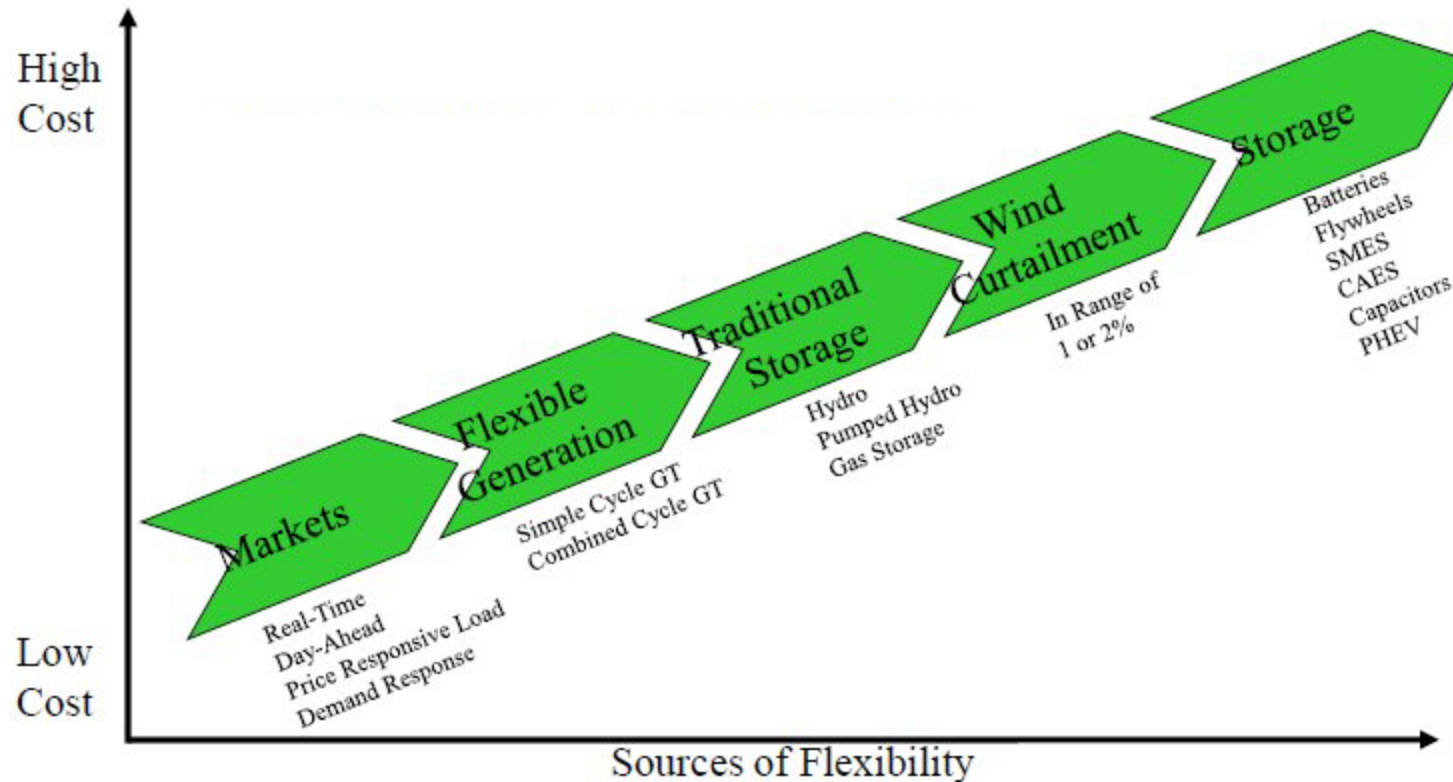 High
Cost
Low
Cost
Markets
Real-Time
Day-Ahead
Price Responsive Load
Demand Response
Flexible
Generation
Simple Cycle GT
Combined Cycle GT
Traditional
Storage
Hydro
Pumped Hydro
Gas Storage
Wind
Curtailment
In Range of
1 or 2%
Storage
Batteries
Flywheels
SMES
CAES
Capacitors
PHEV
Sources of Flexibility